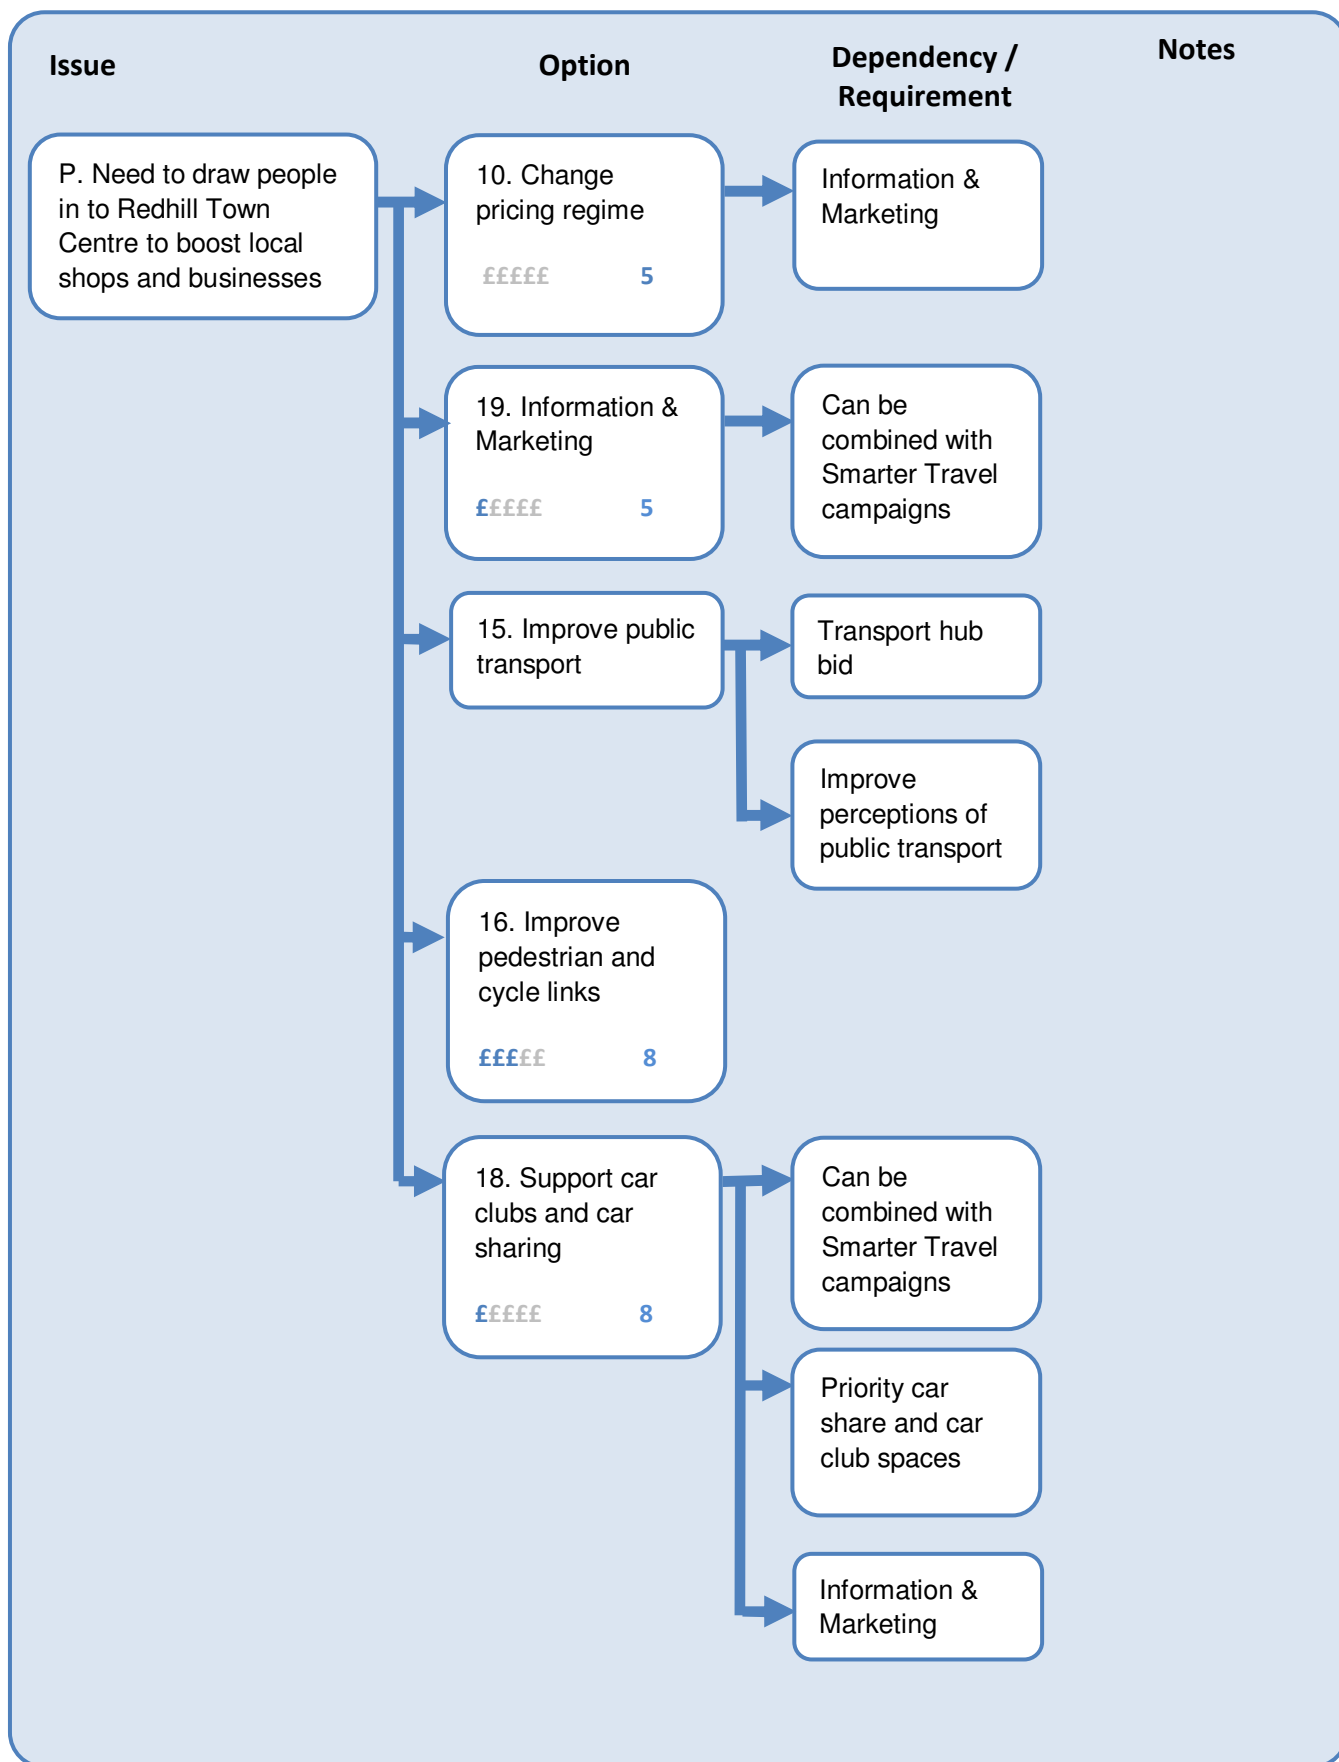 Issue
Option
Dependency /
Requirement
Notes
P. Need to draw people
in to Redhill Town
Centre to boost local
shops and businesses
10. Change
pricing regime
£££££ 5
Information &
Marketing
19. Information &
Marketing
£££££ 5
Can be
combined with
Smarter Travel
campaigns
15. Improve public
transport
Transport hub
bid
Improve
perceptions of
public transport
16. Improve
pedestrian and
cycle links
£££££ 8
18. Support car
clubs and car
sharing
£££££ 8
Can be
combined with
Smarter Travel
campaigns
Priority car
share and car
club spaces
Information &
Marketing